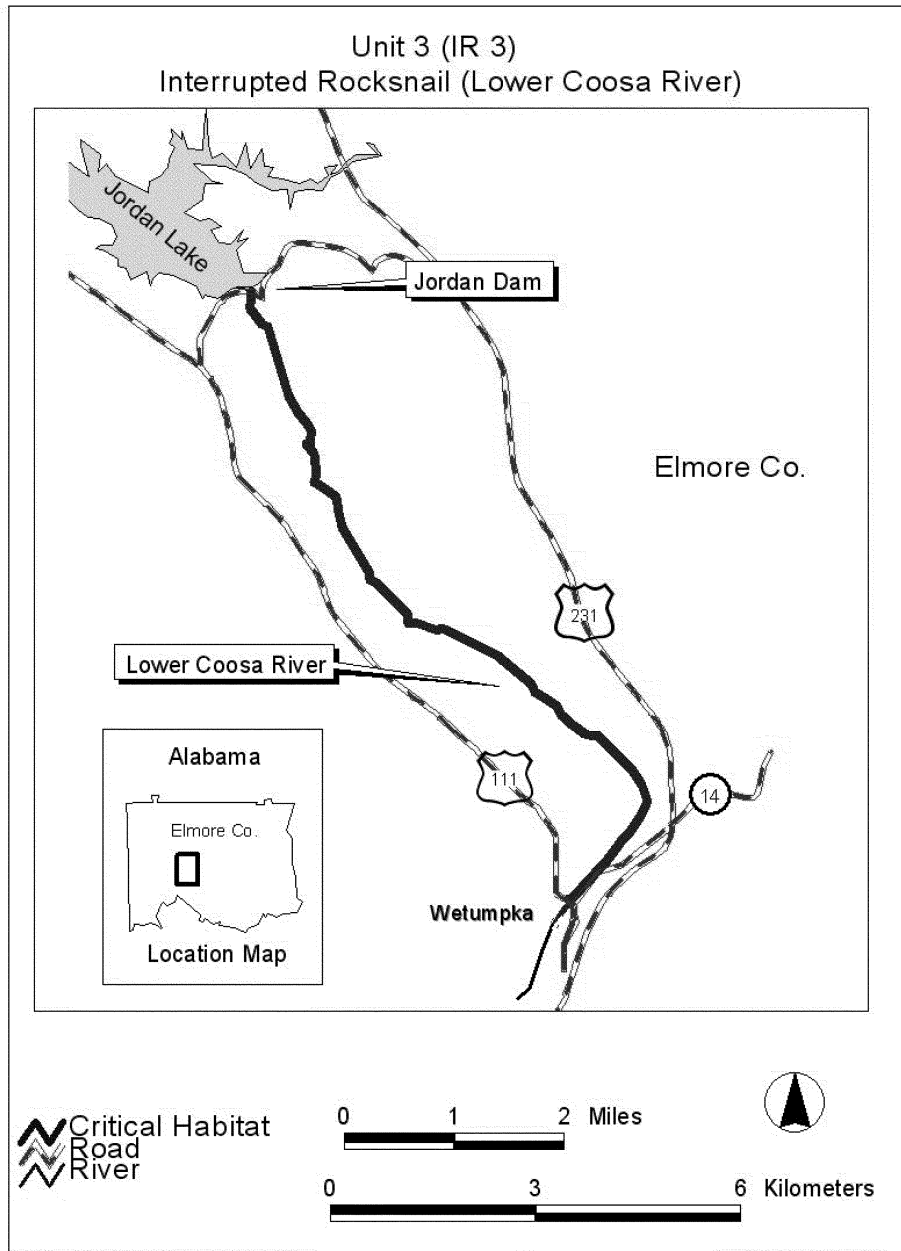 Unit 3 (IR 3)
Interrupted Rocksnail (Lower Coosa River)
Jordan Lake
Jordan Dam
Elmore Co.
231
Lower Coosa River
111
14
Alabama
Elmore Co.
Location Map
Wetumpka
Critical Habitat
Road
River
0 1 2 Miles
0 3 6 Kilometers